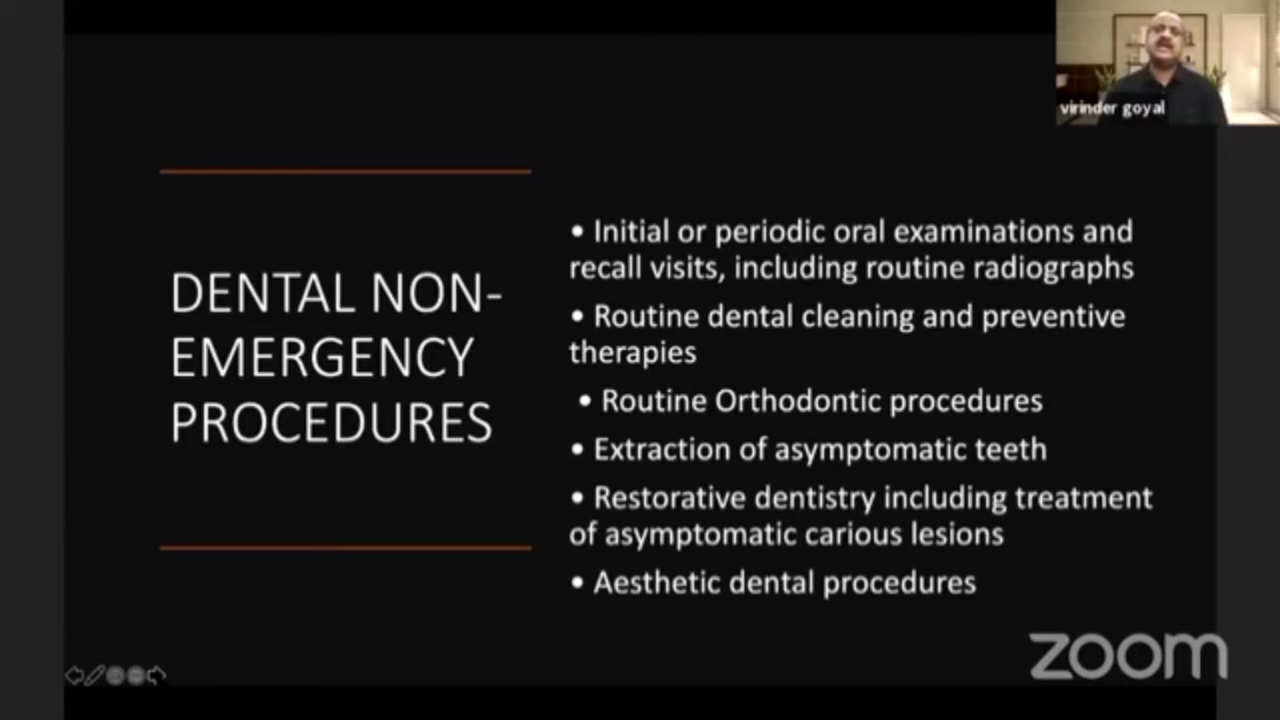 virinder goyal
DENTAL NON-
EMERGENCY
PROCEDURES
• Initial or periodic oral examinations and
recall visits, including routine radiographs
• Routine dental cleaning and preventive
therapies
• Routine Orthodontic procedures
• Extraction of asymptomatic teeth
• Restorative dentistry including treatment
of asymptomatic carious lesions
• Aesthetic dental procedures
zoom